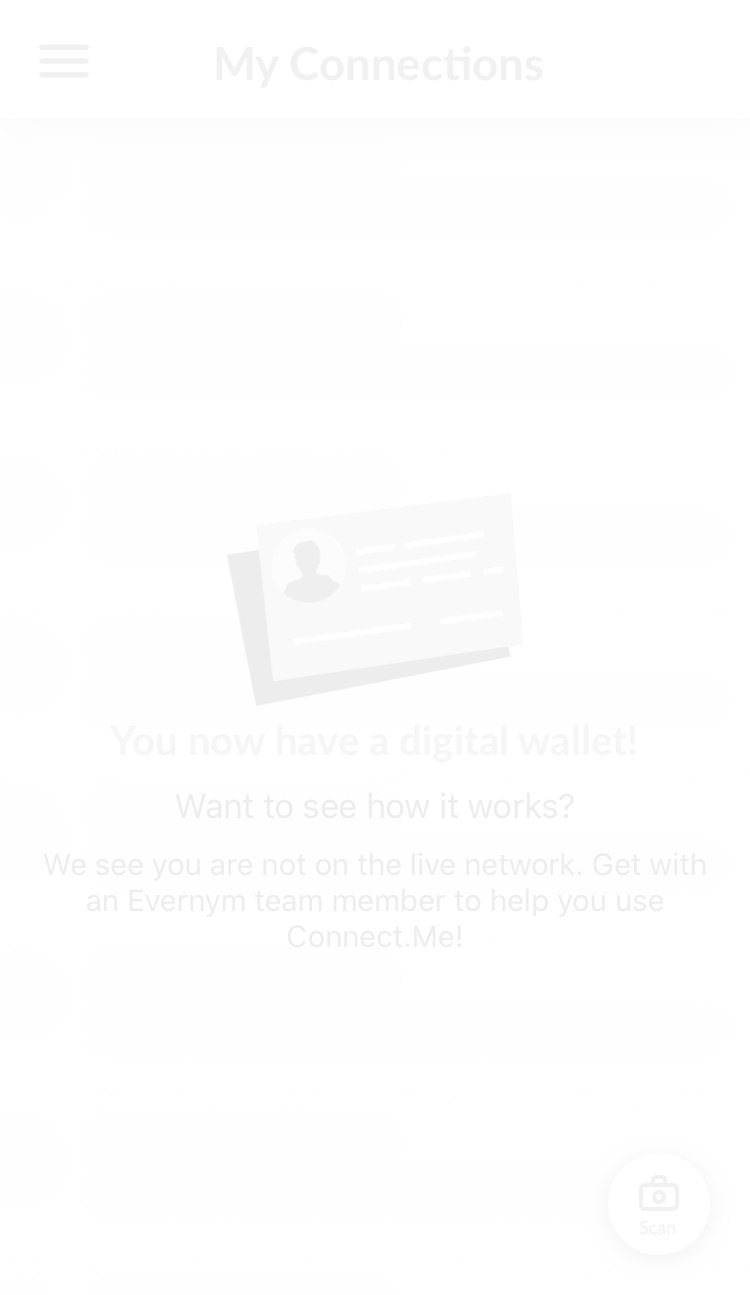 My Connections
You now have a digital wallet!
Want to see how it works?
We see you are not on the live network. Get with
an Evernym team member to help you use
Connect.Me!
Scan